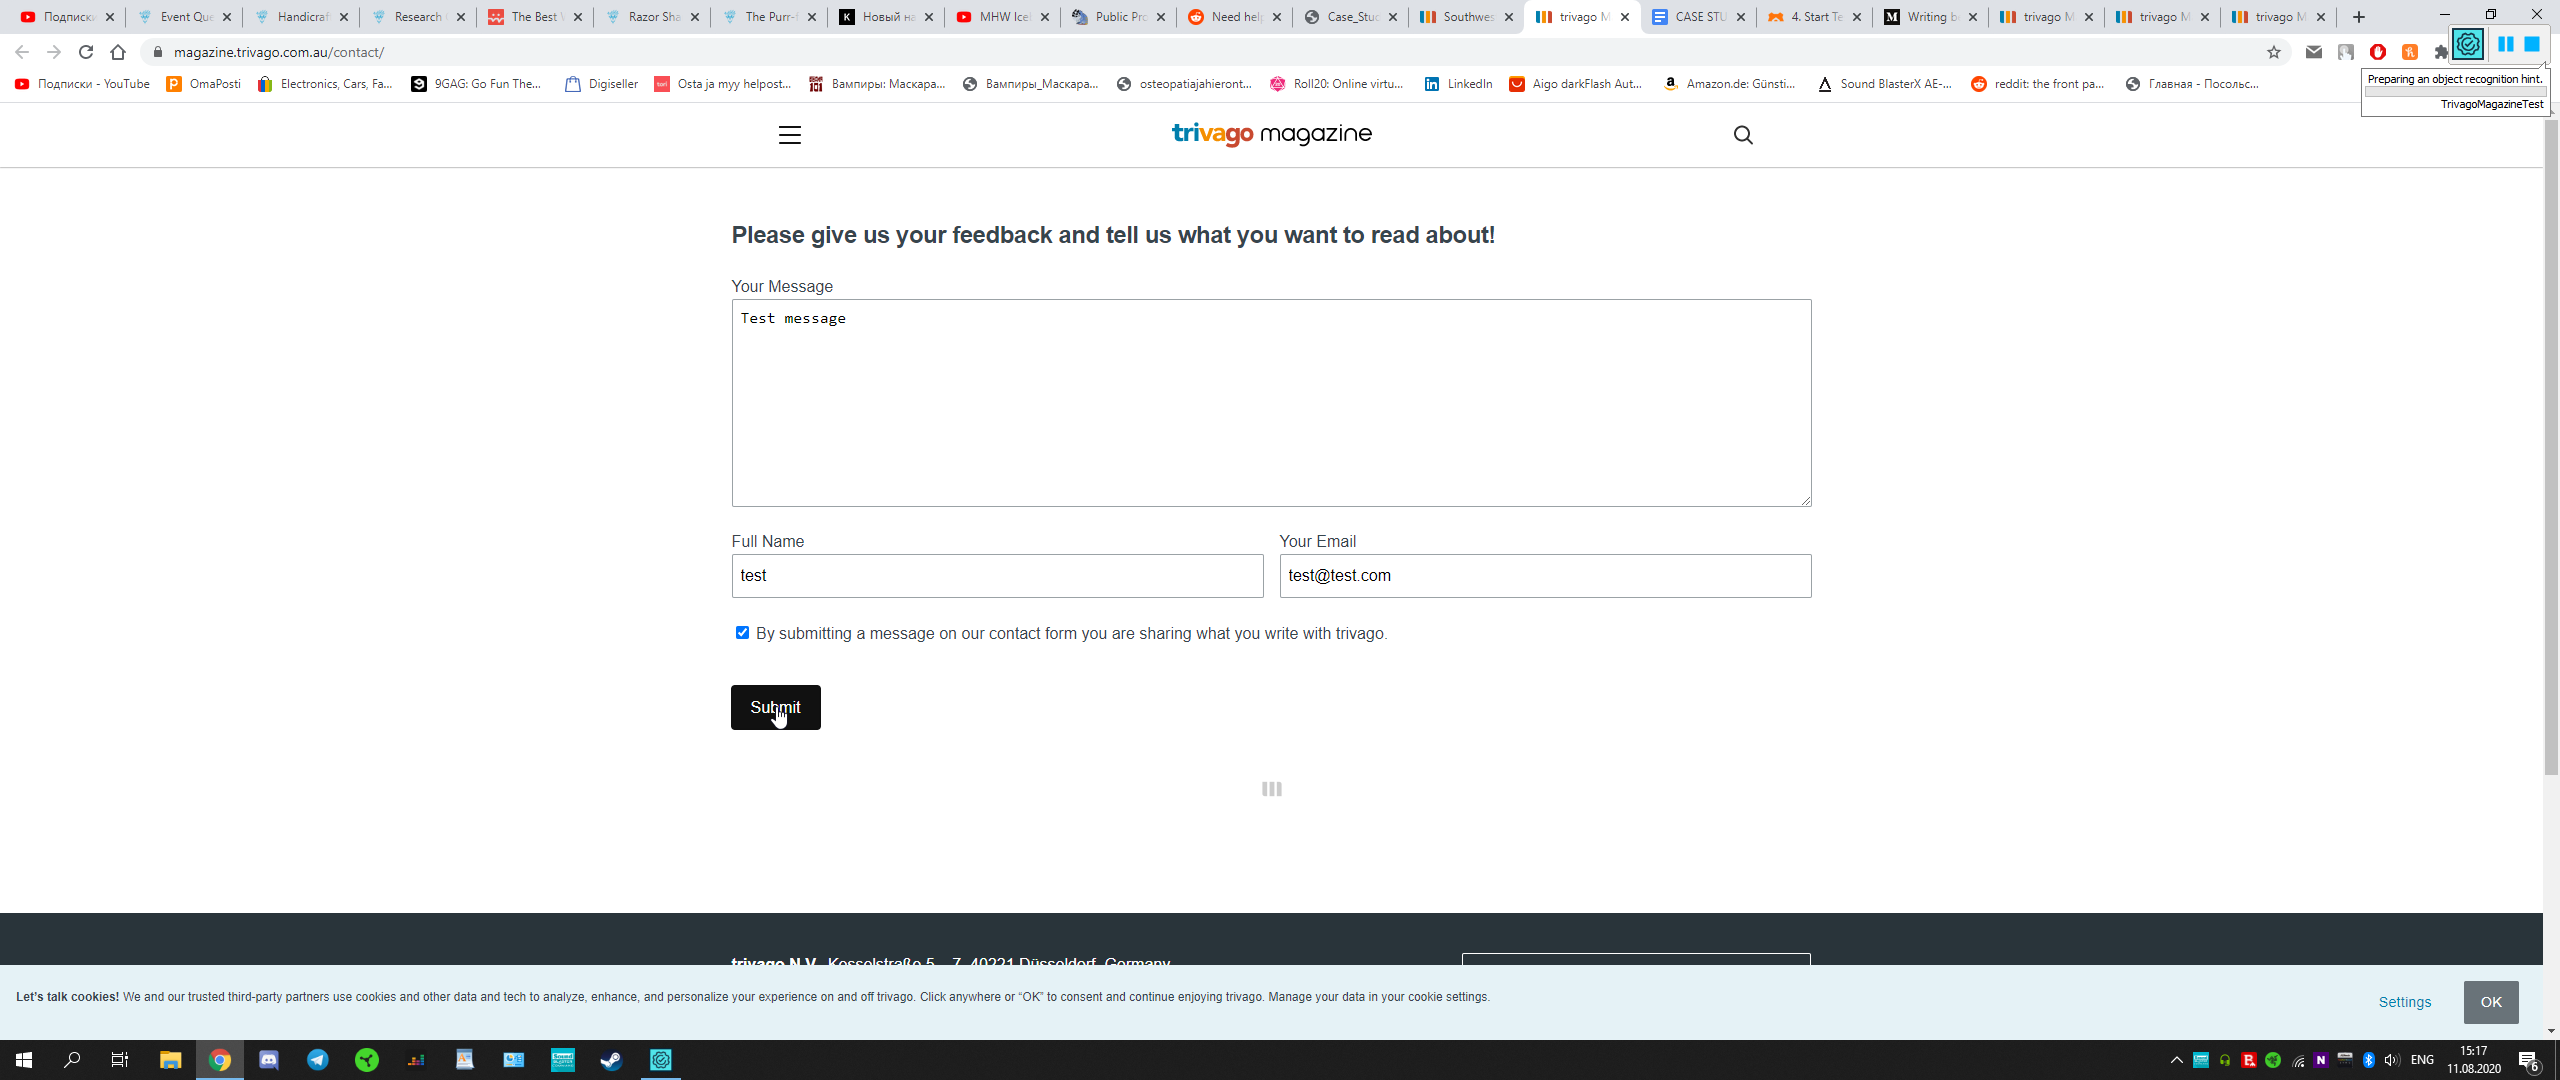 Подписки
Event Que
Handicraf
Research
The Best
Razor Sha
The Purr-f
Новый на
MHW Icel
Public Pro
Need help
Case_Stud
Southwes
trivago M
CASE STU
4. Start Te
Writing b
trivago M
trivago M
trivago M
magazine.trivago.com.au/contact/
Preparing an object recognition hint.
TrivagoMagazineTest
Подписки - YouTube
OmaPosti
Electronics, Cars, Fa...
9GAG: Go Fun The...
Digiseller
Osta ja myy helpost...
Вампиры: Маскара...
Вампиры_Маскара...
osteopatiajahieront...
Roll20: Online virtu...
LinkedIn
Aigo darkFlash Aut...
Amazon.de: Günsti...
Sound BlasterX AE-...
reddit: the front pa...
Главная - Посольс...
trivago magazine
Please give us your feedback and tell us what you want to read about!
Your Message
Test message
Full Name
Your Email
test
test@test.com
By submitting a message on our contact form you are sharing what you write with trivago.
Submit
trivago N.V., Kesselstraße 5 – 7, 40221 Düsseldorf, Germany
Let's talk cookies! We and our trusted third-party partners use cookies and other data and tech to analyze, enhance, and personalize your experience on and off trivago. Click anywhere or “OK” to consent and continue enjoying trivago. Manage your data in your cookie settings.
Settings
OK
ENG
15:17
11.08.2020
6